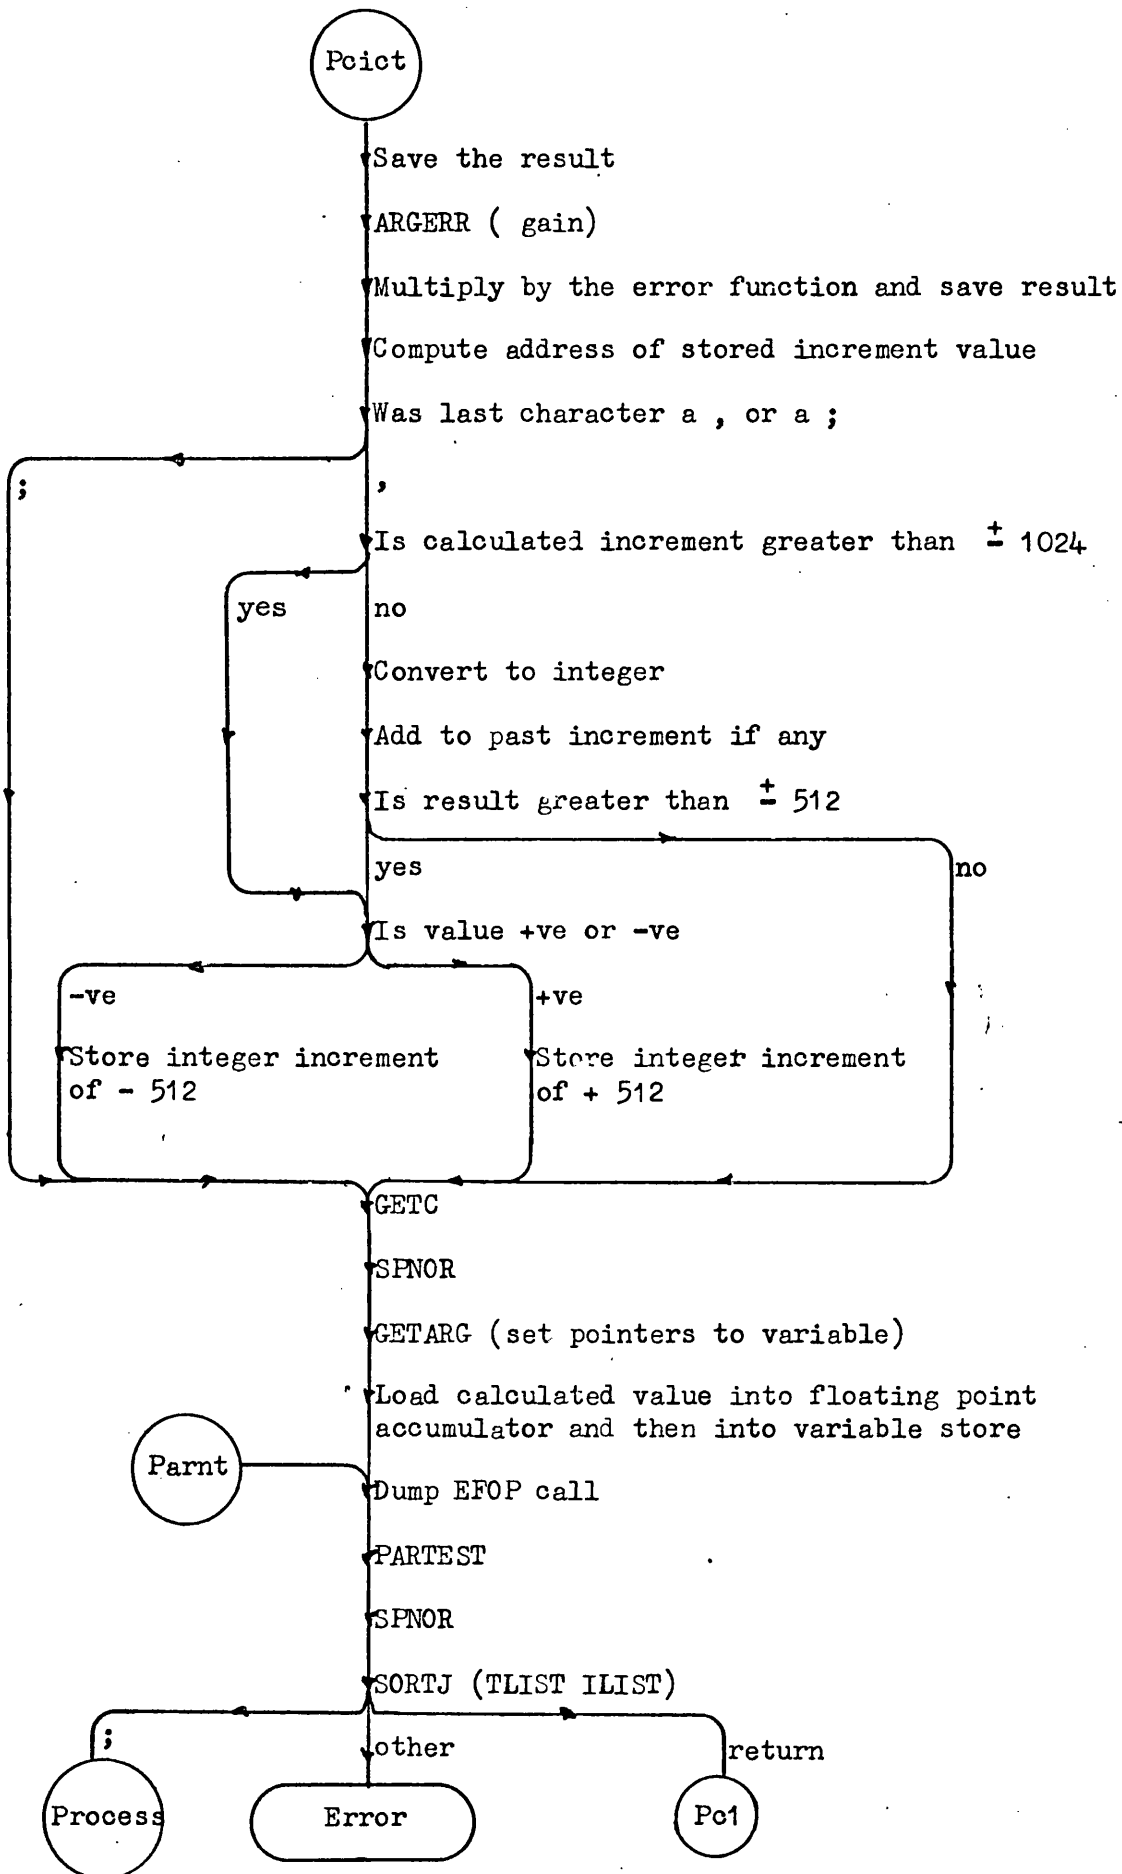 Pcict
Save the result
ARGERR ( gain)
Multiply by the error function and save result
Compute address of stored increment value
Was last character a , or a ;
;
,
Is calculated increment greater than ± 1024
yes
no
Convert to integer
Add to past increment if any
Is result greater than ± 512
yes
no
Is value +ve or -ve
-ve
+ve
Store integer increment
of - 512
Store integer increment
of + 512
GETC
SPNOR
GETARG (set pointers to variable)
Load calculated value into floating point
accumulator and then into variable store
Parnt
Dump EFOP call
PARTEST
SPNOR
SORTJ (TLIST ILIST)
;
other
return
Process
Error
Pc1